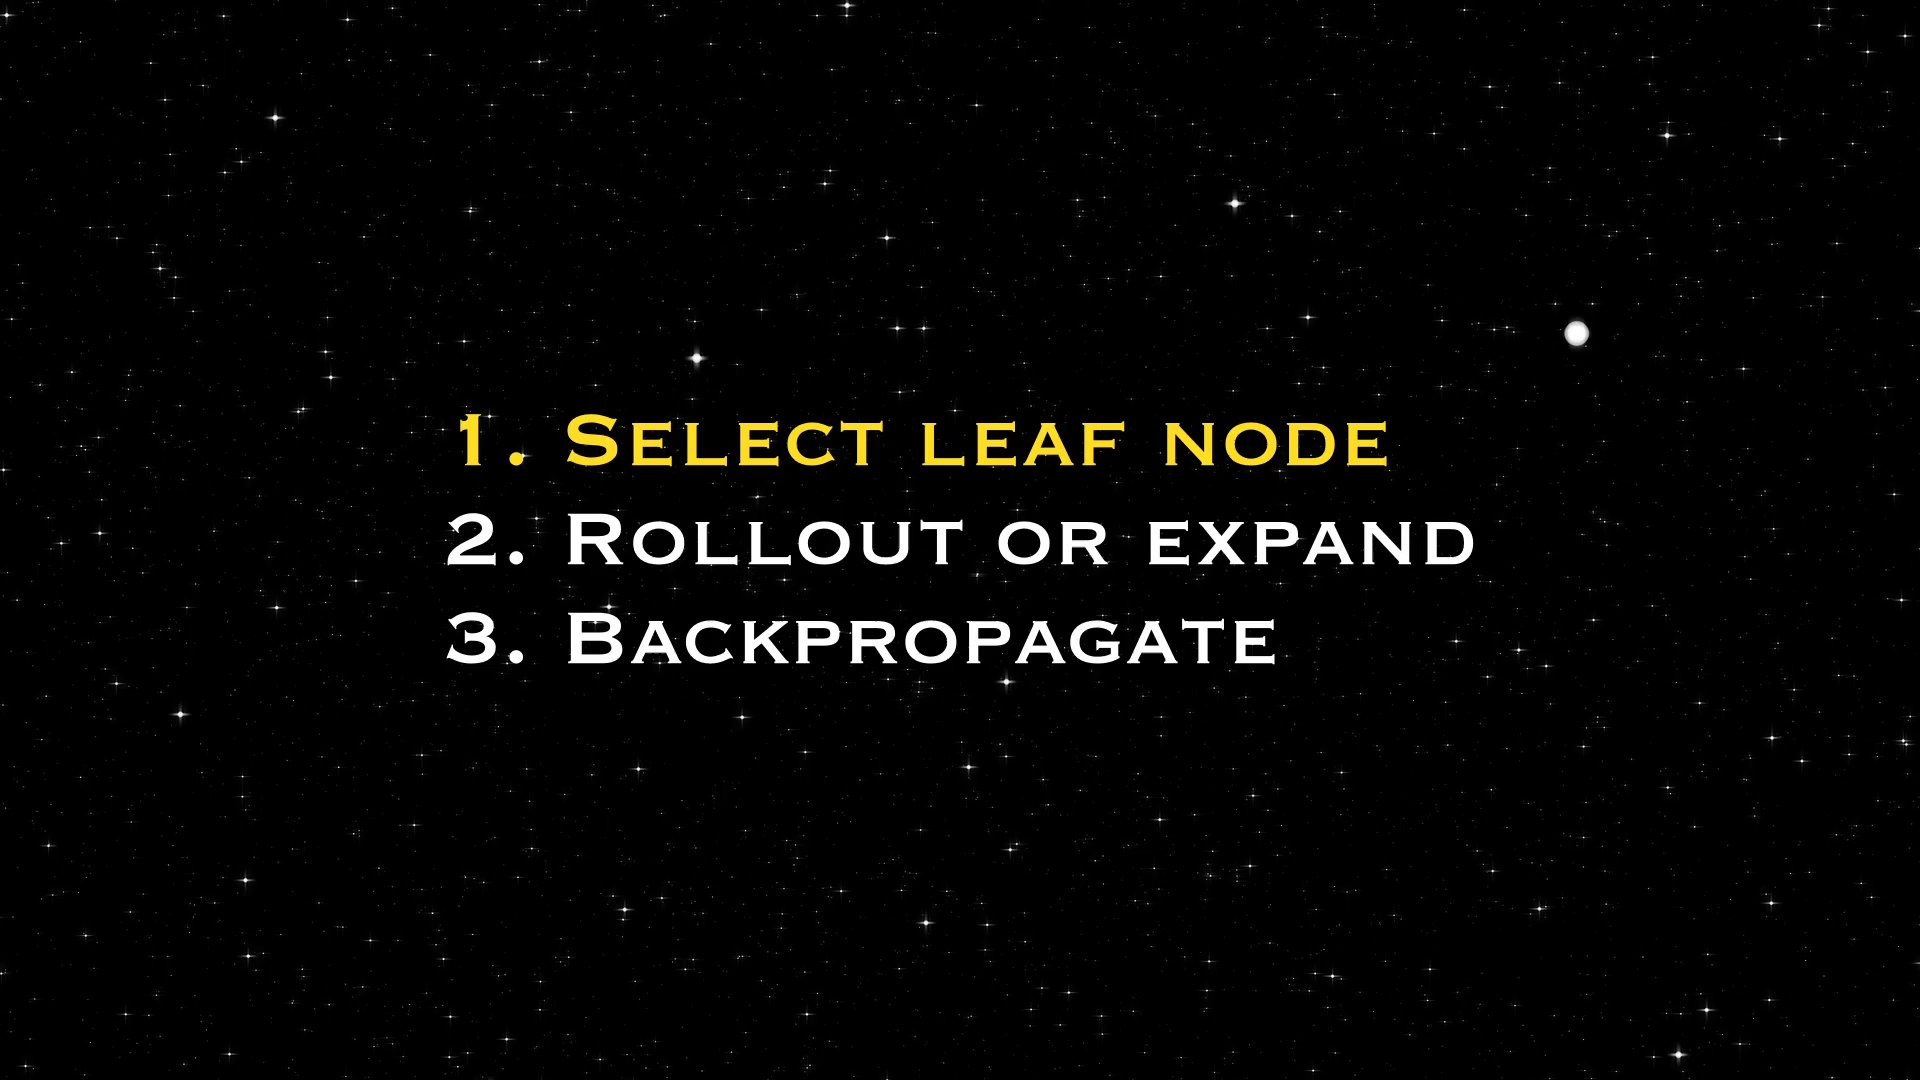 1. Select leaf node
2. Rollout or expand
3. Backpropagate